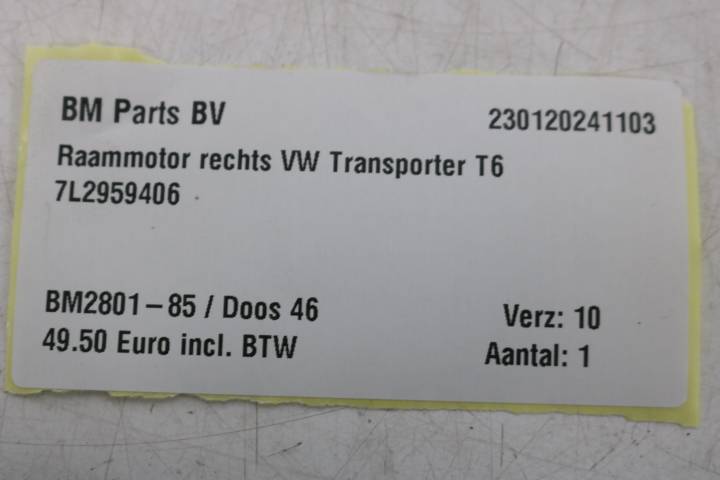 BM Parts BV 230120241103
Raammotor rechts VW Transporter T6
7L2959406
BM2801-85 / Doos 46 Verz: 10
49.50 Euro incl. BTW Aantal: 1